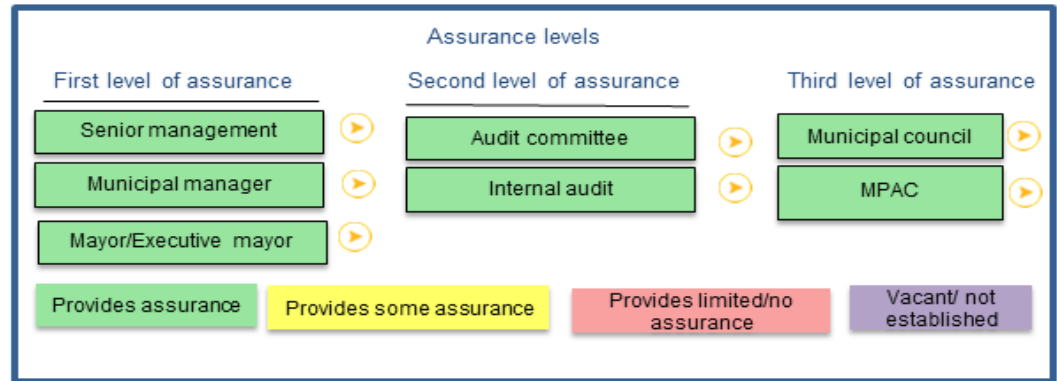 Assurance levels
First level of assurance
Second level of assurance
Third level of assurance
Senior management
Audit committee
Municipal council
Municipal manager
Internal audit
MPAC
Mayor/Executive mayor
Provides assurance
Provides some assurance
Provides limited/no
assurance
Vacant/ not
established